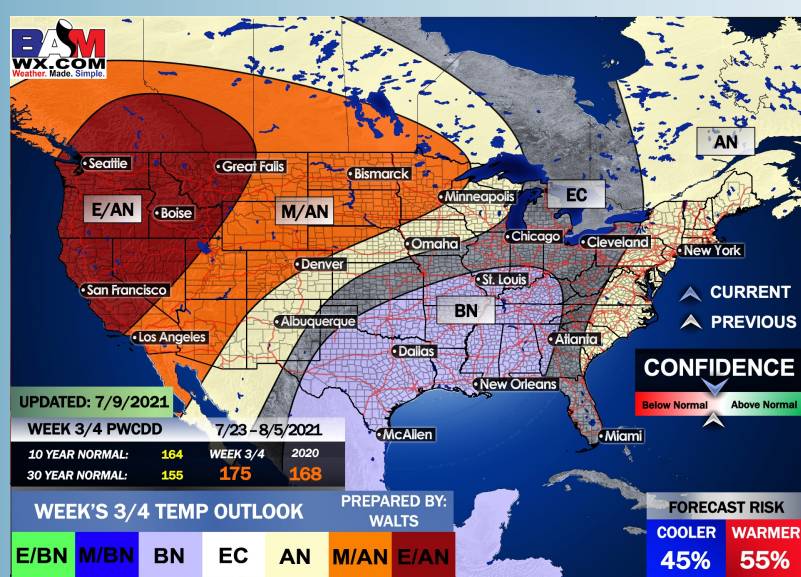 BAM
WX.COM
Weather. Made. Simple.
AN
Seattle
Great Falls
Bismarck
Minneapolis
EC
E/AN
Boise
M/AN
Omaha
Chicago
Cleveland
New York
Denver
St. Louis
San Francisco
BN
CURRENT
PREVIOUS
Los Angeles
Albuquerque
Dallas
Atlanta
New Orleans
McAllen
Miami
CONFIDENCE
Below Normal
Above Normal
UPDATED: 7/9/2021
WEEK 3/4 PWCDD 7/23 – 8/5/2021
10 YEAR NORMAL: 164 WEEK 3/4 2020
30 YEAR NORMAL: 155 175 168
WEEK'S 3/4 TEMP OUTLOOK
PREPARED BY:
WALTS
E/BN M/BN BN EC AN M/AN E/AN
FORECAST RISK
COOLER WARMER
45% 55%